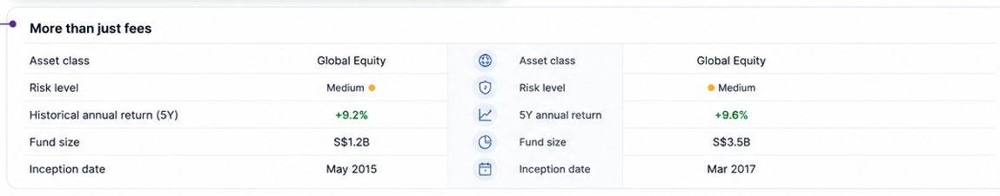 More than just fees
Asset class Global Equity Asset class Global Equity
Risk level Medium Risk level Medium
Historical annual return (5Y) +9.2% 5Y annual return +9.6%
Fund size S$1.2B Fund size S$3.5B
Inception date May 2015 Inception date Mar 2017